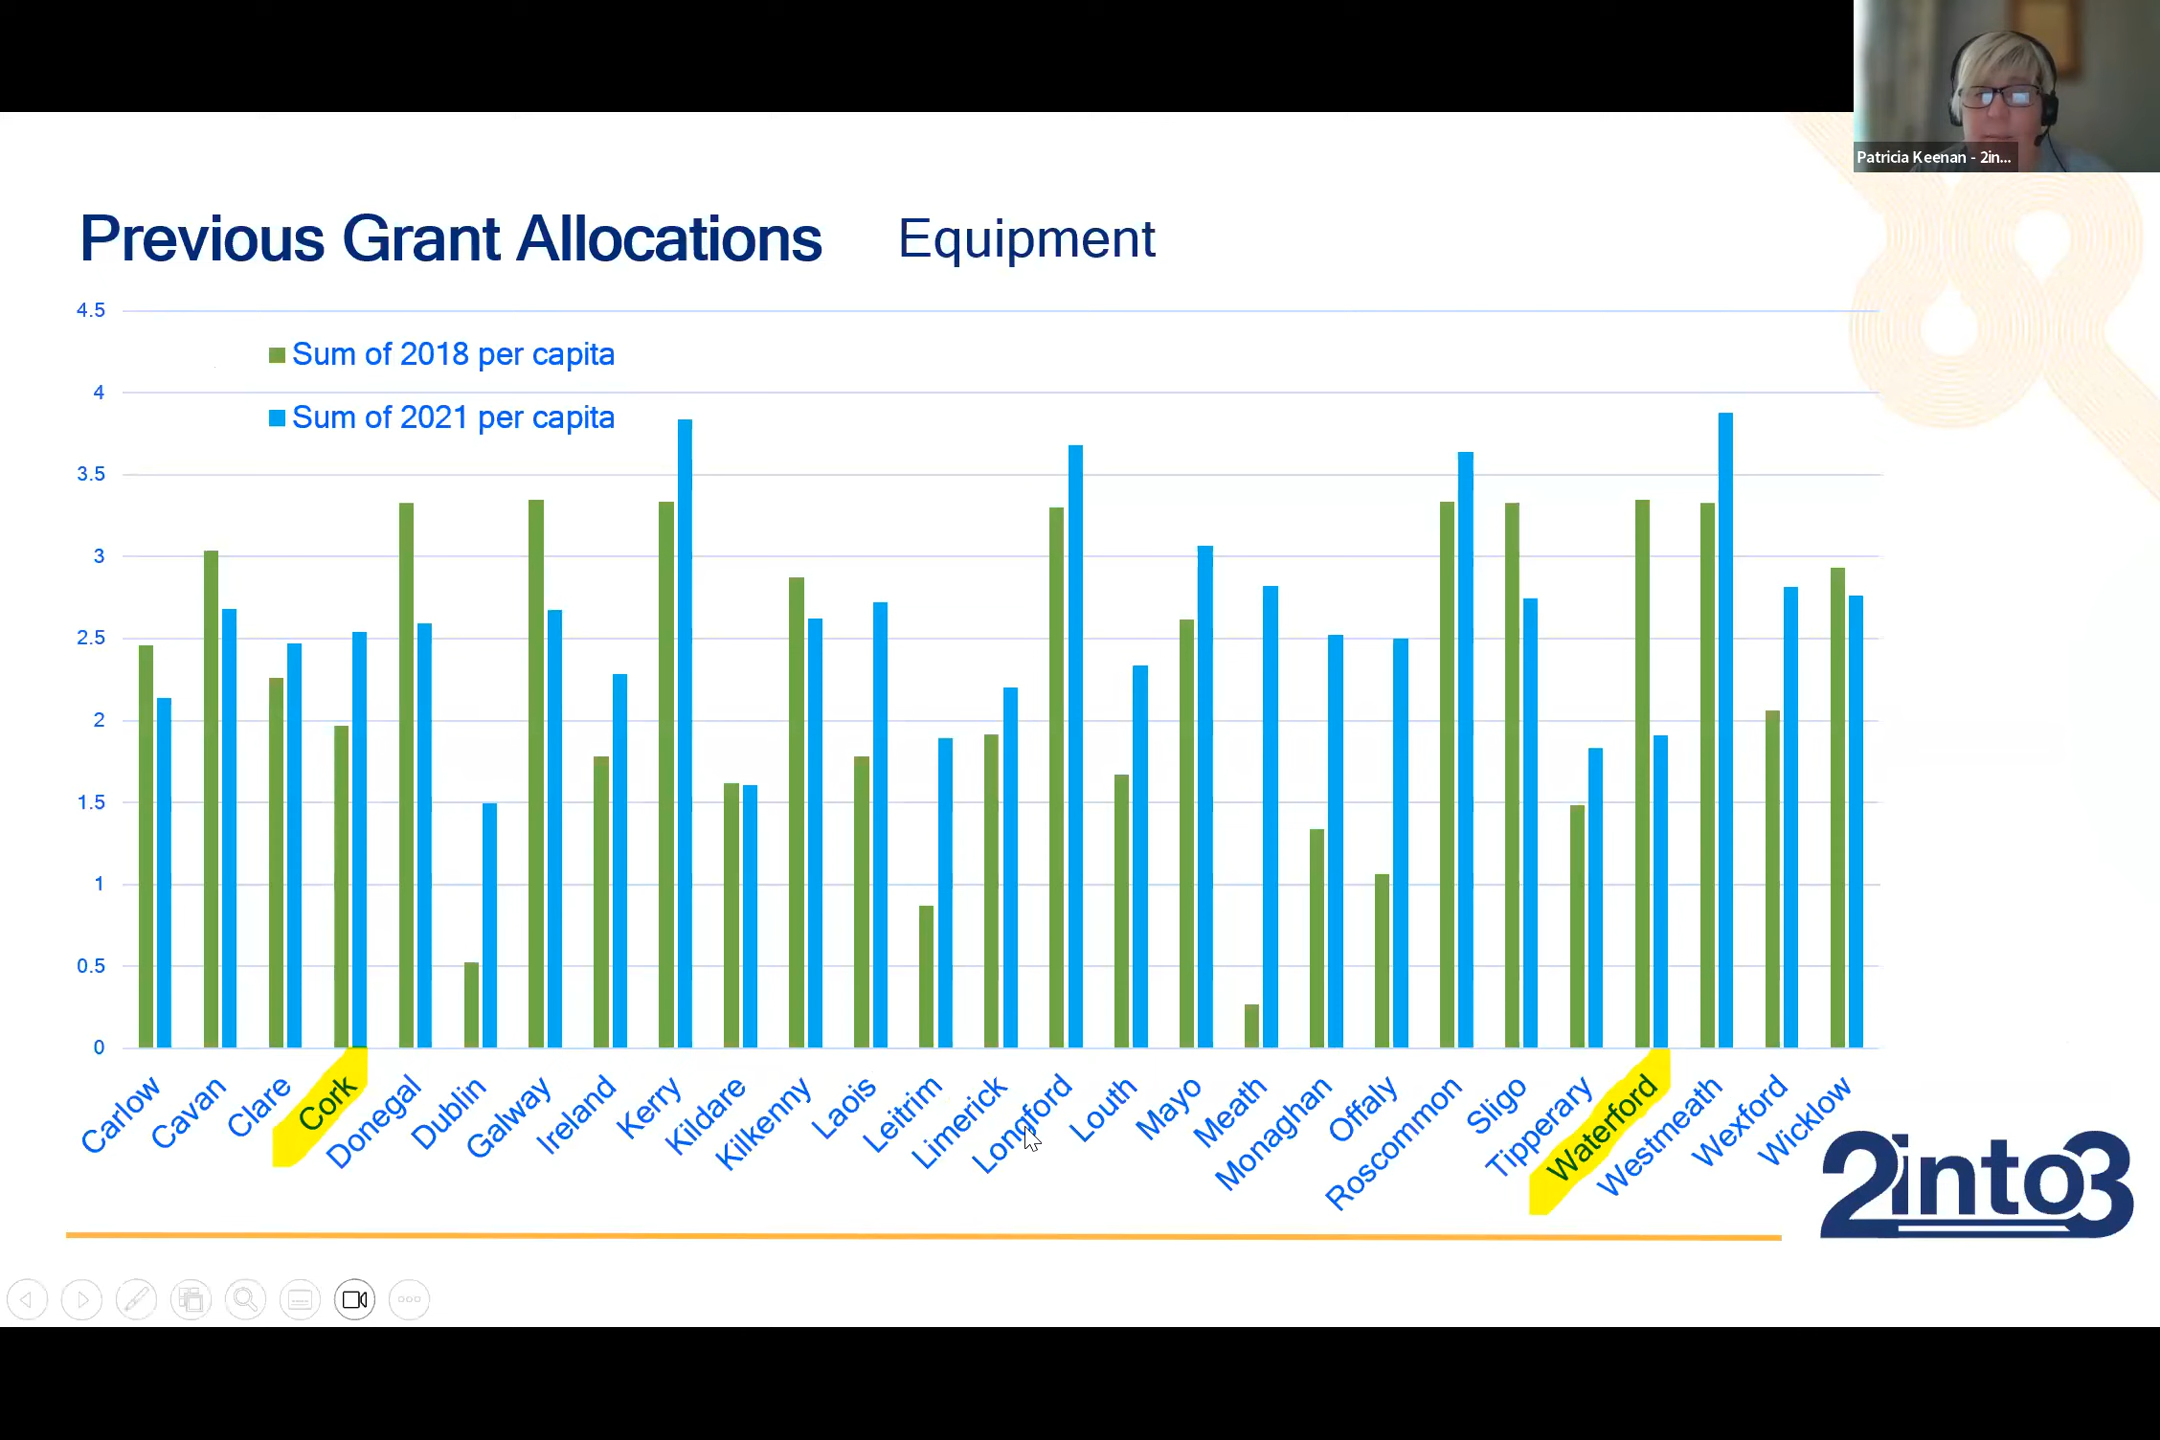 Patricia Keenan - 2in...
Previous Grant Allocations Equipment
4.5
Sum of 2018 per capita
4
Sum of 2021 per capita
3.5
3
2.5
2
1.5
1
0.5
0
Carlow
Cavan
Clare
Cork
Donegal
Dublin
Galway
Ireland
Kerry
Kildare
Kilkenny
Laois
Leitrim
Limerick
Longford
Louth
Mayo
Meath
Monaghan
Offaly
Roscommon
Sligo
Tipperary
Waterford
Westmeath
Wexford
Wicklow
2into3